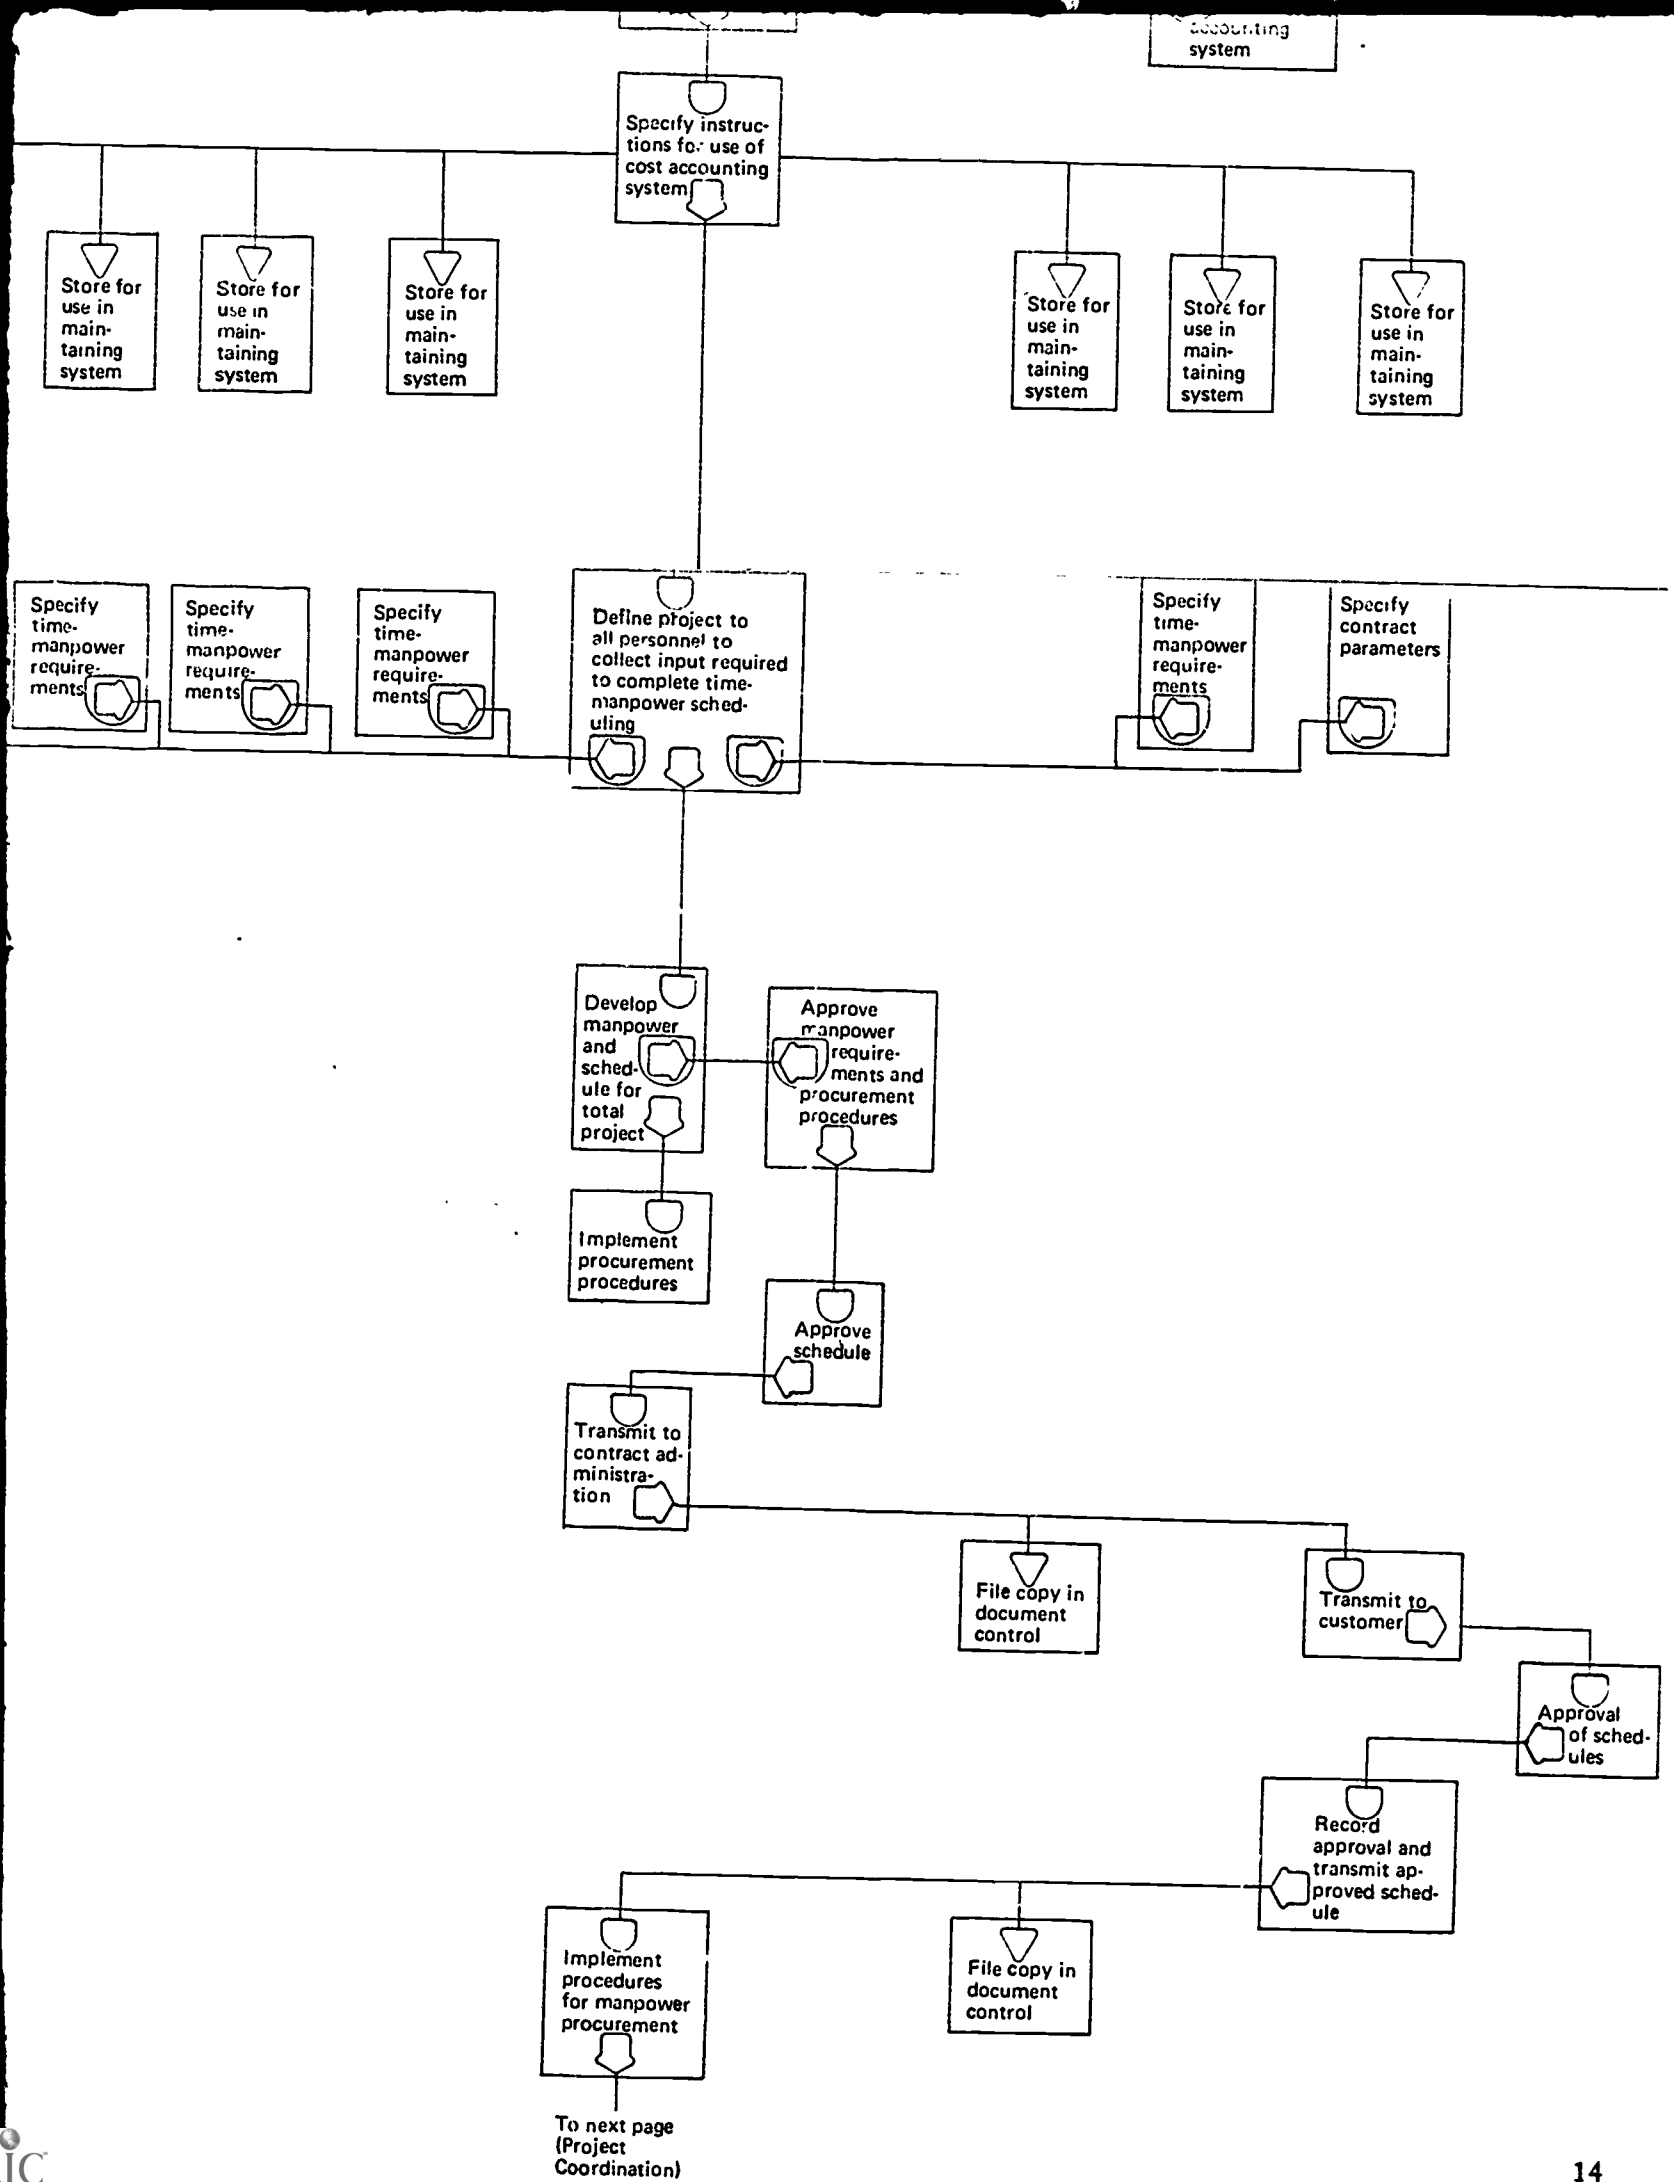 accounting
system
Specify instruc-
tions for use of
cost accounting
system
Store for
use in
main-
taining
system
Store for
use in
main-
taining
system
Store for
use in
main-
taining
system
Store for
use in
main-
taining
system
Store for
use in
main-
taining
system
Store for
use in
main-
taining
system
Specify
time-
manpower
require-
ments
Specify
time-
manpower
require-
ments
Specify
time-
manpower
require-
ments
Define project to
all personnel to
collect input required
to complete time-
manpower sched-
uling
Specify
time-
manpower
require-
ments
Specify
contract
parameters
Develop
manpower
and
sched-
ule for
total
project
Approve
manpower
require-
ments and
procurement
procedures
Implement
procurement
procedures
Approve
schedule
Transmit to
contract ad-
ministra-
tion
File copy in
document
control
Transmit to
customer
Approval
of sched-
ules
Record
approval and
transmit ap-
proved sched-
ule
Implement
procedures
for manpower
procurement
File copy in
document
control
To next page
(Project
Coordination)
IC
14